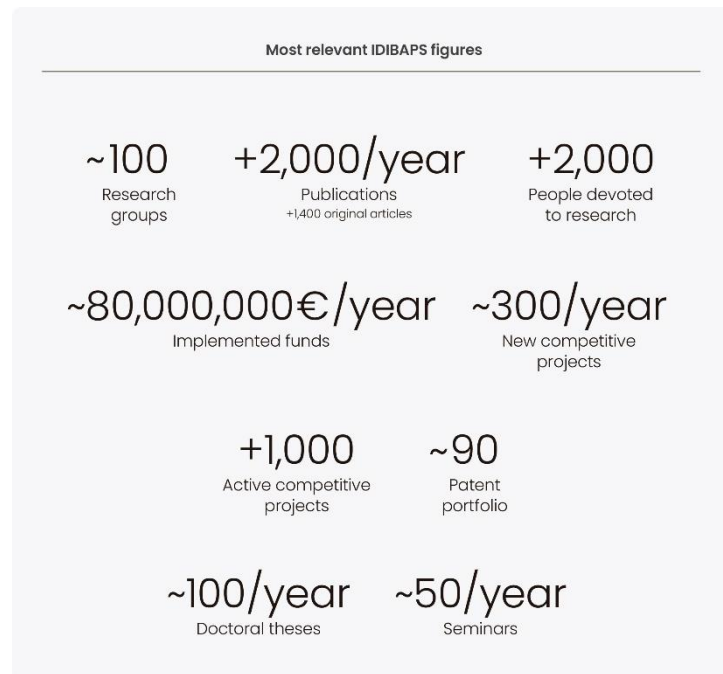 Most relevant IDIBAPS figures
~100
Research
groups
+2,000/year
Publications
+1,400 original articles
+2,000
People devoted
to research
~80,000,000€/year
Implemented funds
~300/year
New competitive
projects
+1,000
Active competitive
projects
~90
Patent
portfolio
~100/year
Doctoral theses
~50/year
Seminars